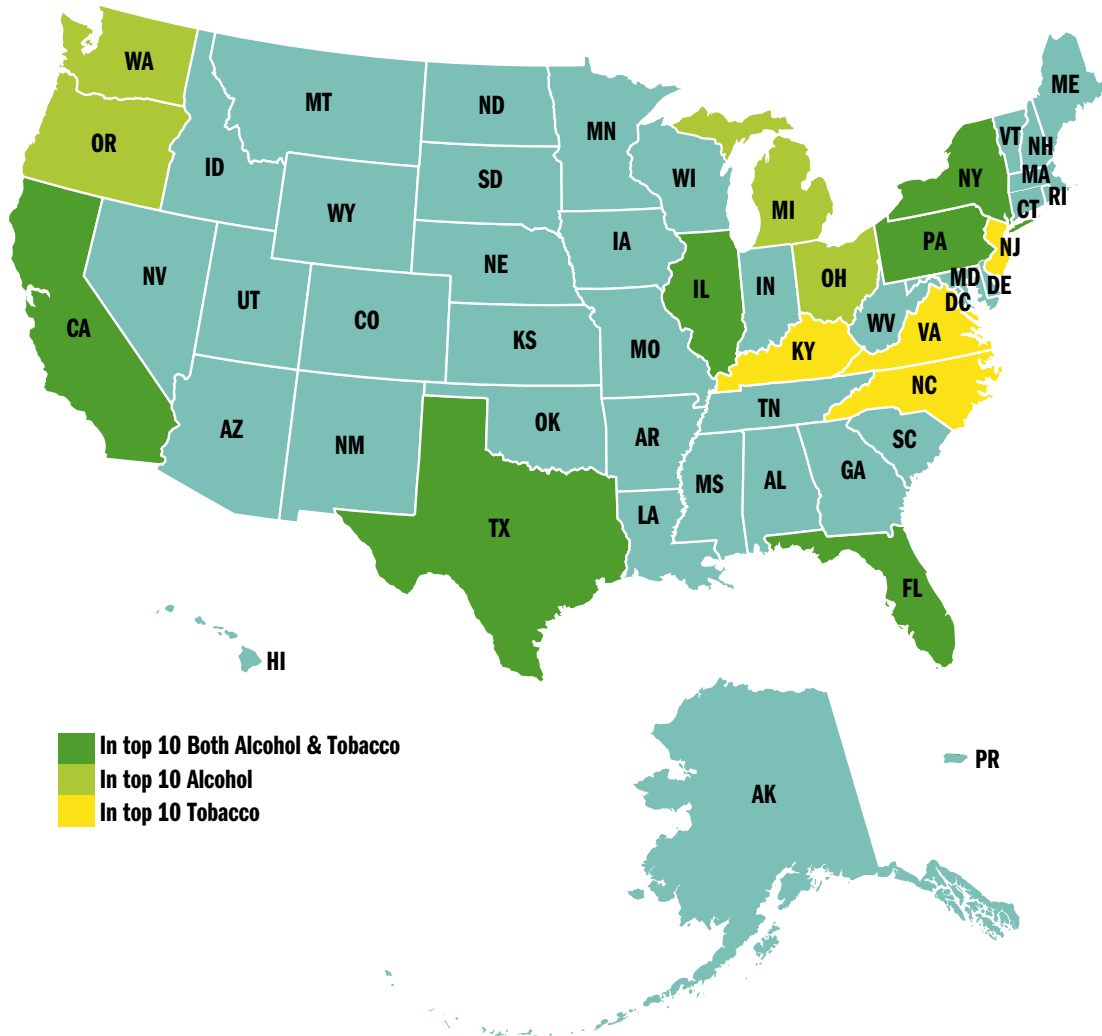 WA
MT
ND
MN
ME
VT
NH
OR
ID
SD
WI
NY
MA
RI
CT
WY
MI
IA
PA
NJ
NV
NE
IL
IN
OH
MD
DE
DC
UT
CO
CA
KS
MO
WV
VA
KY
NC
AZ
NM
OK
AR
TN
SC
MS
AL
GA
LA
TX
FL
HI
In top 10 Both Alcohol & Tobacco
In top 10 Alcohol
In top 10 Tobacco
PR
AK